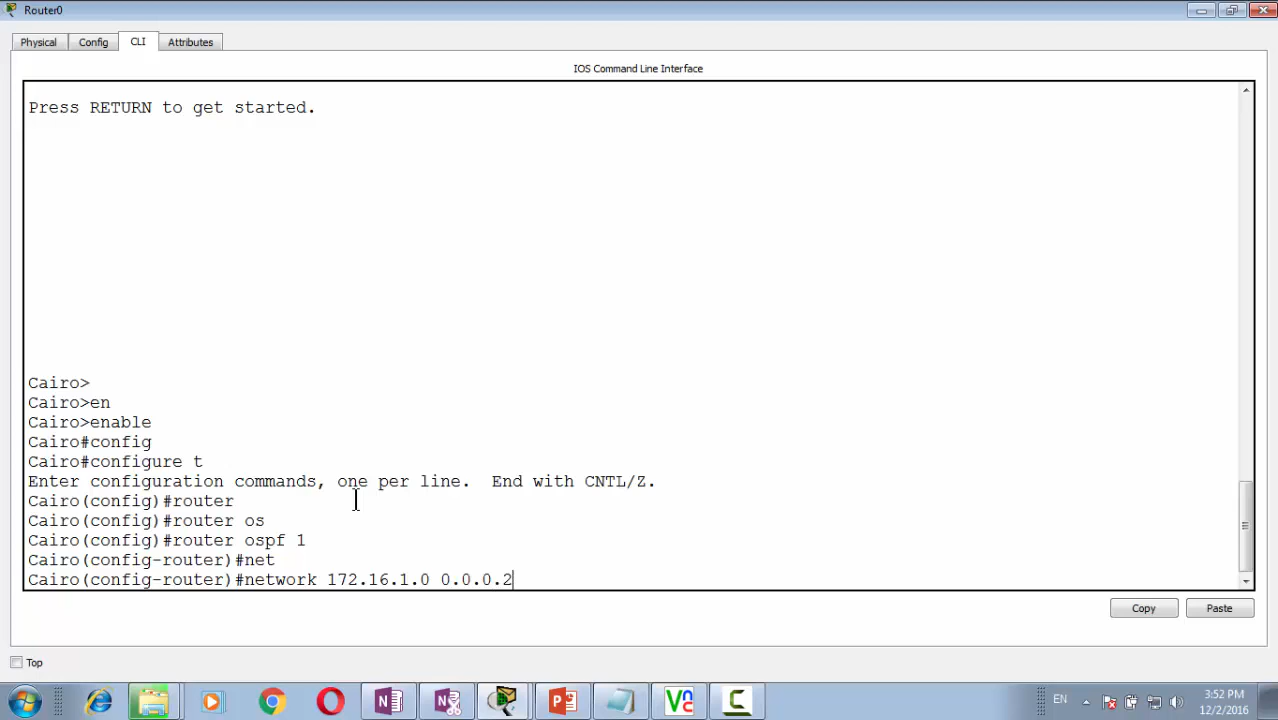 Router0
Physical Config CLI Attributes
IOS Command Line Interface
Press RETURN to get started.
Cairo>
Cairo>en
Cairo>enable
Cairo#config
Cairo#configure t
Enter configuration commands, one per line.  End with CNTL/Z.
Cairo(config)#router
Cairo(config)#router os
Cairo(config)#router ospf 1
Cairo(config-router)#net
Cairo(config-router)#network 172.16.1.0 0.0.0.2
Copy Paste
Top
EN
3:52 PM
12/2/2016